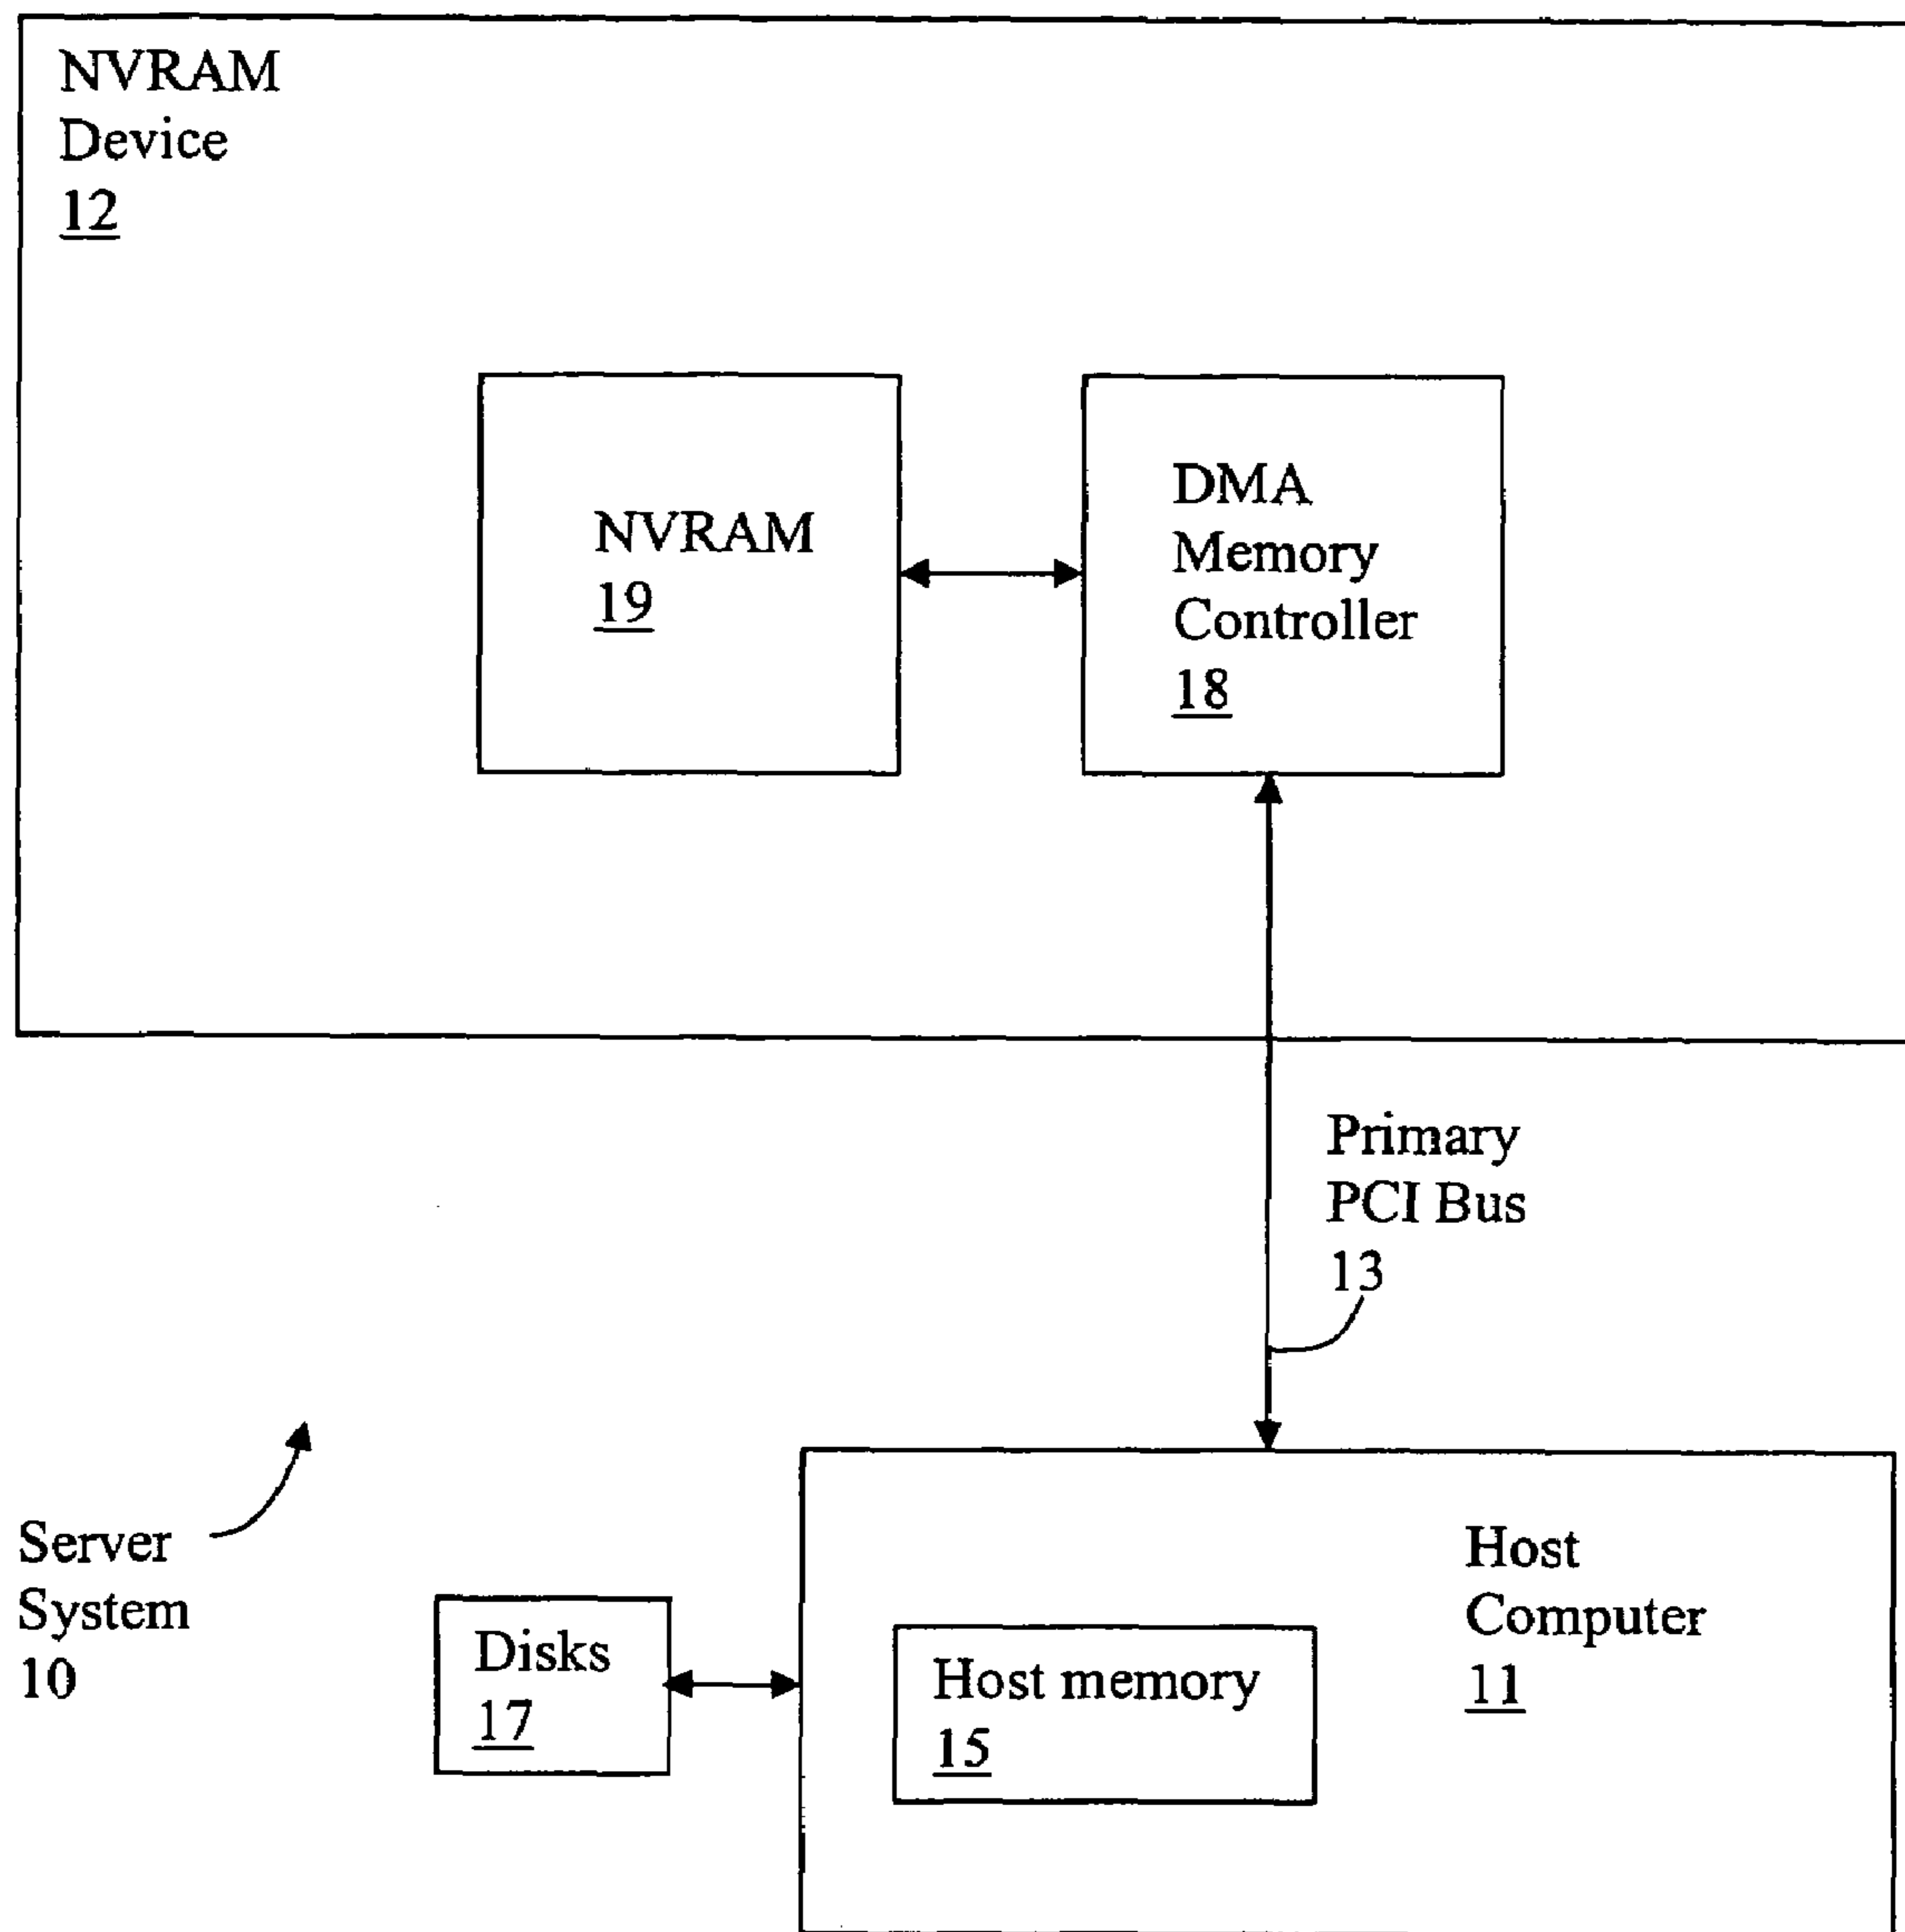 NVRAM
Device
12
NVRAM
19
DMA
Memory
Controller
18
Primary
PCI Bus
13
Server
System
10
Disks
17
Host memory
15
Host
Computer
11